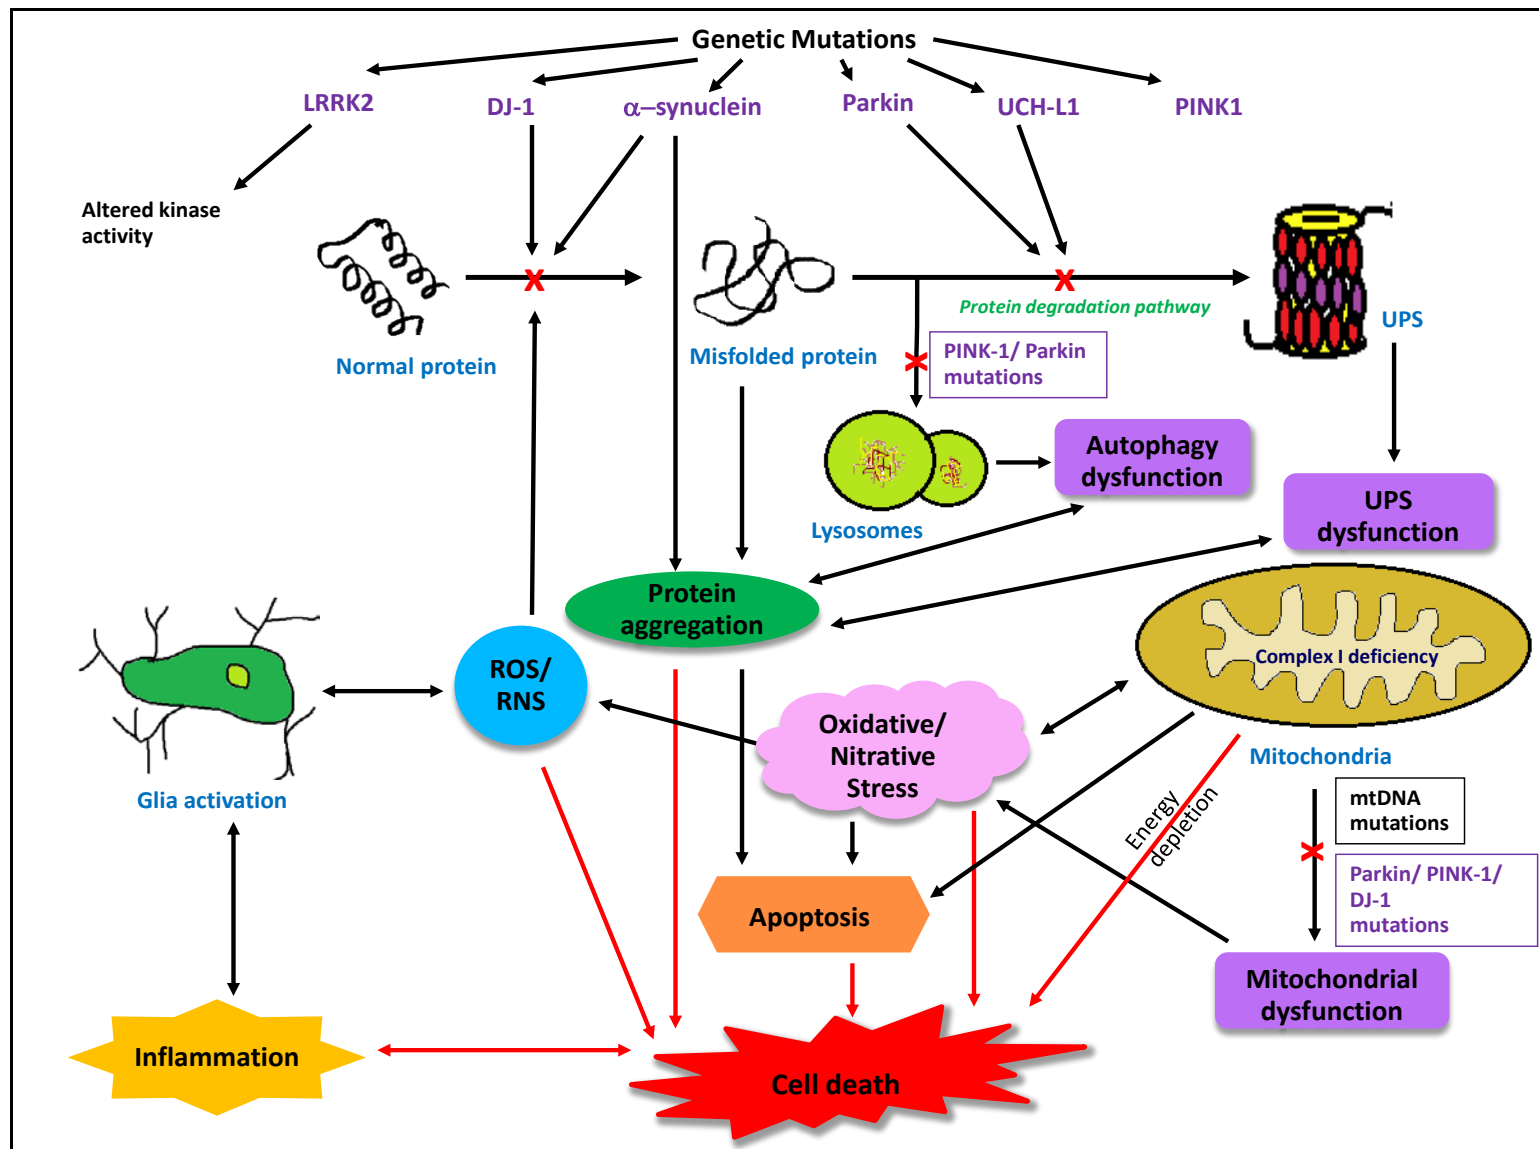 Genetic Mutations
LRRK2
DJ-1
α–synuclein
Parkin
UCH-L1
PINK1
Altered kinase
activity
X
X
Protein degradation pathway
UPS
Normal protein
Misfolded protein
X
PINK-1/ Parkin
mutations
Autophagy
dysfunction
Lysosomes
UPS
dysfunction
Protein
aggregation
ROS/
RNS
Complex I deficiency
Oxidative/
Nitrative
Stress
Mitochondria
Glia activation
Energy
depletion
mtDNA
mutations
X
Parkin/ PINK-1/
DJ-1
mutations
Apoptosis
Mitochondrial
dysfunction
Inflammation
Cell death